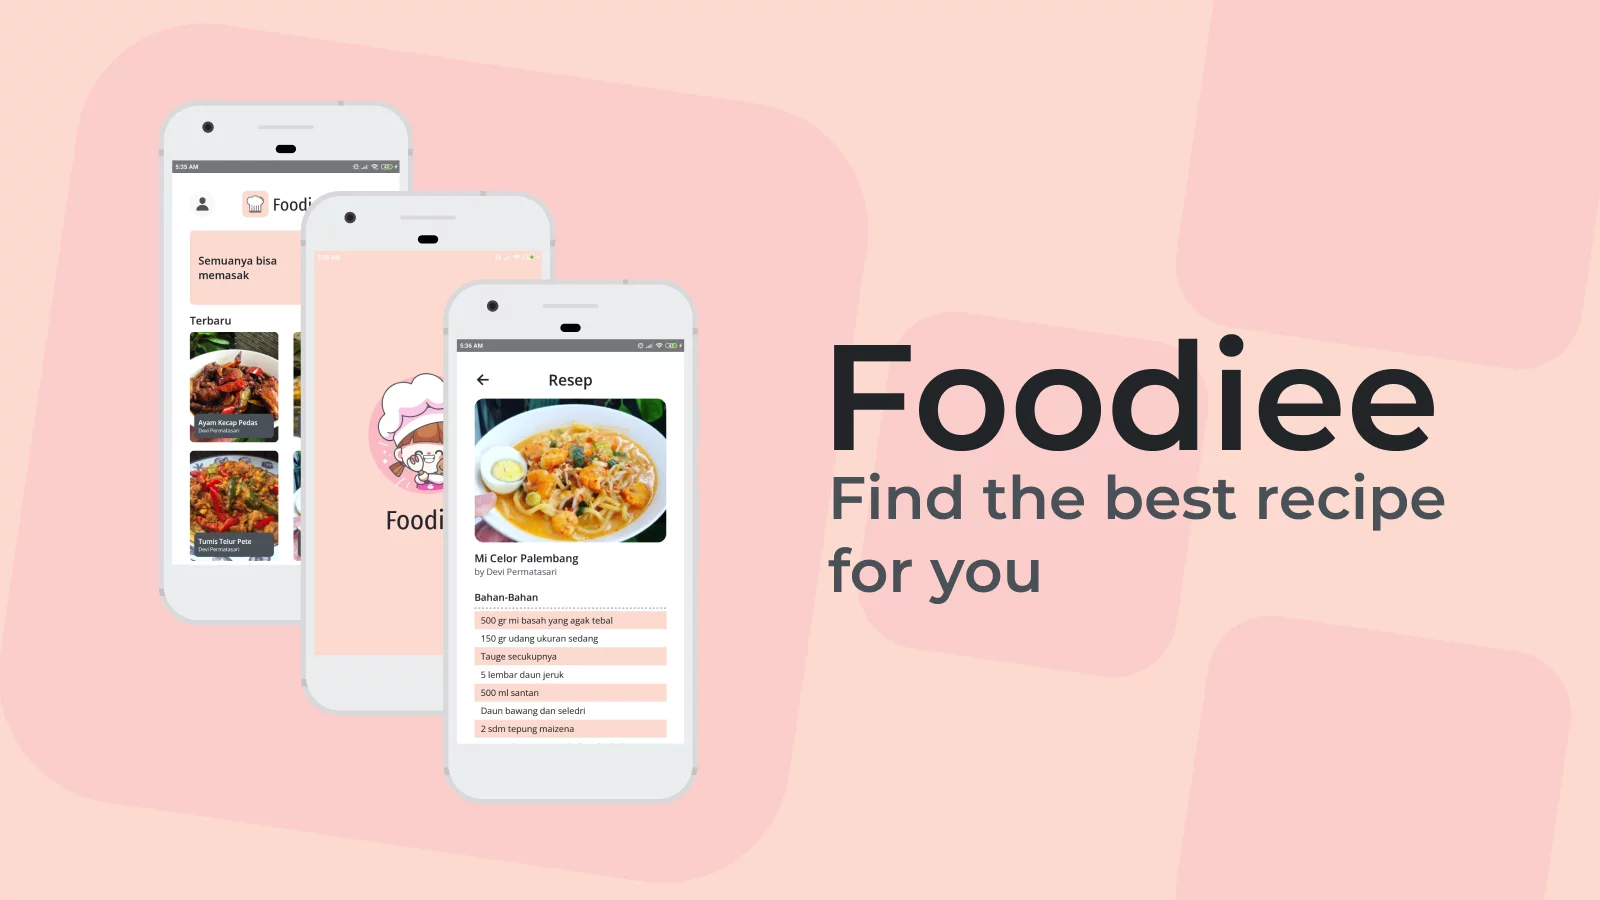 5:35 AM
Foodi
Semuanya bisa
memasak
Terbaru
Ayam Kecap Pedas
Devi Permatasari
Tumis Telur Pete
Devi Permatasari
Foodi
5:36 AM
Resep
Mi Celor Palembang
by Devi Permatasari
Bahan-Bahan
500 gr mi basah yang agak tebal
150 gr udang ukuran sedang
Tauge secukupnya
5 lembar daun jeruk
500 ml santan
Daun bawang dan seledri
2 sdm tepung maizena
Foodiee
Find the best recipe
for you